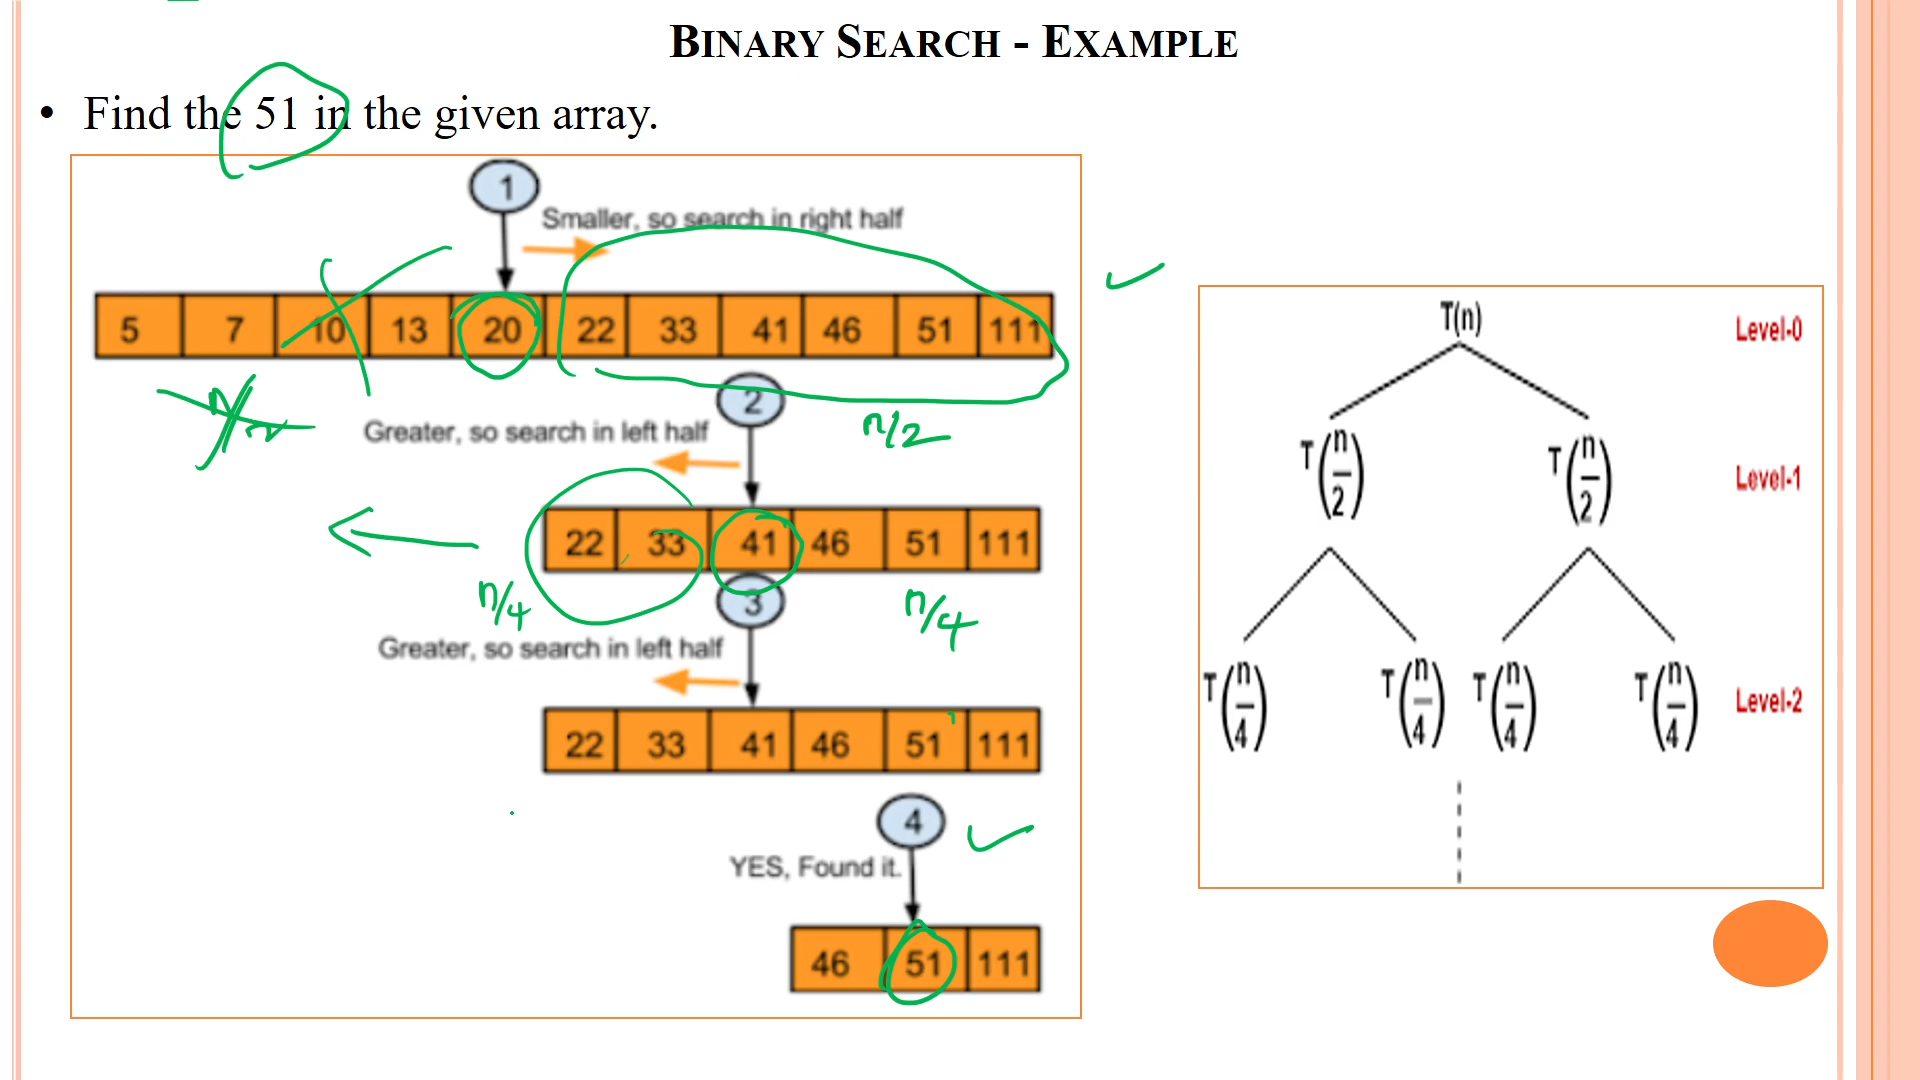 BINARY SEARCH - EXAMPLE
• Find the 51 in the given array.
1
Smaller, so search in right half
5 7 10 13 20 22 33 41 46 51 111
n/2
2
Greater, so search in left half
n/2
22 33 41 46 51 111
n/4
3
n/4
Greater, so search in left half
22 33 41 46 51 111
4
YES, Found it.
46 51 111
T(n) Level-0
T(n/2) T(n/2) Level-1
T(n/4) T(n/4) T(n/4) T(n/4) Level-2